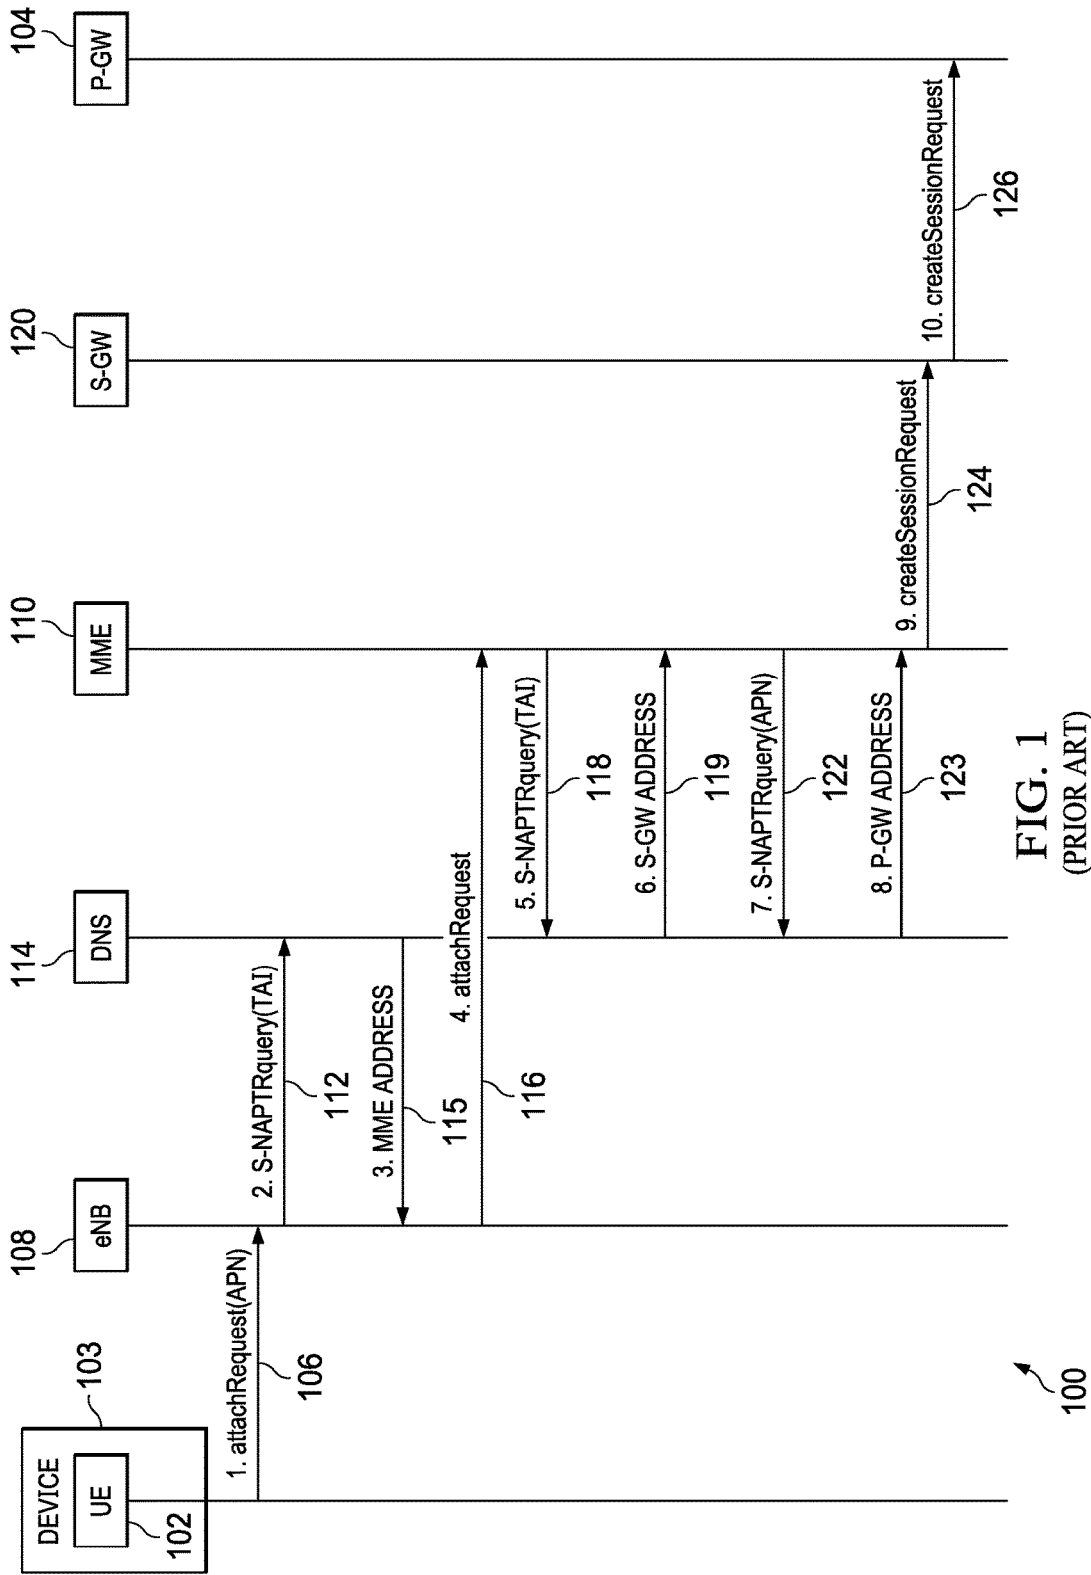 DEVICE
103
UE
102
eNB
108
DNS
114
MME
110
S-GW
120
P-GW
104
1. attachRequest(APN)
106
2. S-NAPTRquery(TAI)
112
3. MME ADDRESS
115
4. attachRequest
116
5. S-NAPTRquery(TAI)
118
6. S-GW ADDRESS
119
7. S-NAPTRquery(APN)
122
8. P-GW ADDRESS
123
9. createSessionRequest
124
10. createSessionRequest
126
100
FIG. 1
(PRIOR ART)